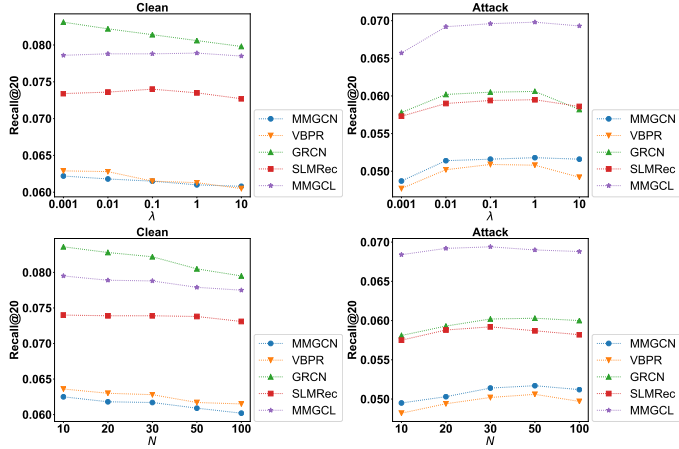 Clean
Recall@20
0.080
0.075
0.070
0.065
0.060
0.001 0.01 0.1 1 10
λ
MMGCN
VBPR
GRCN
SLMRec
MMGCL
Attack
Recall@20
0.070
0.065
0.060
0.055
0.050
0.001 0.01 0.1 1 10
λ
MMGCN
VBPR
GRCN
SLMRec
MMGCL
Clean
Recall@20
0.080
0.075
0.070
0.065
0.060
10 20 30 50 100
N
MMGCN
VBPR
GRCN
SLMRec
MMGCL
Attack
Recall@20
0.070
0.065
0.060
0.055
0.050
10 20 30 50 100
N
MMGCN
VBPR
GRCN
SLMRec
MMGCL